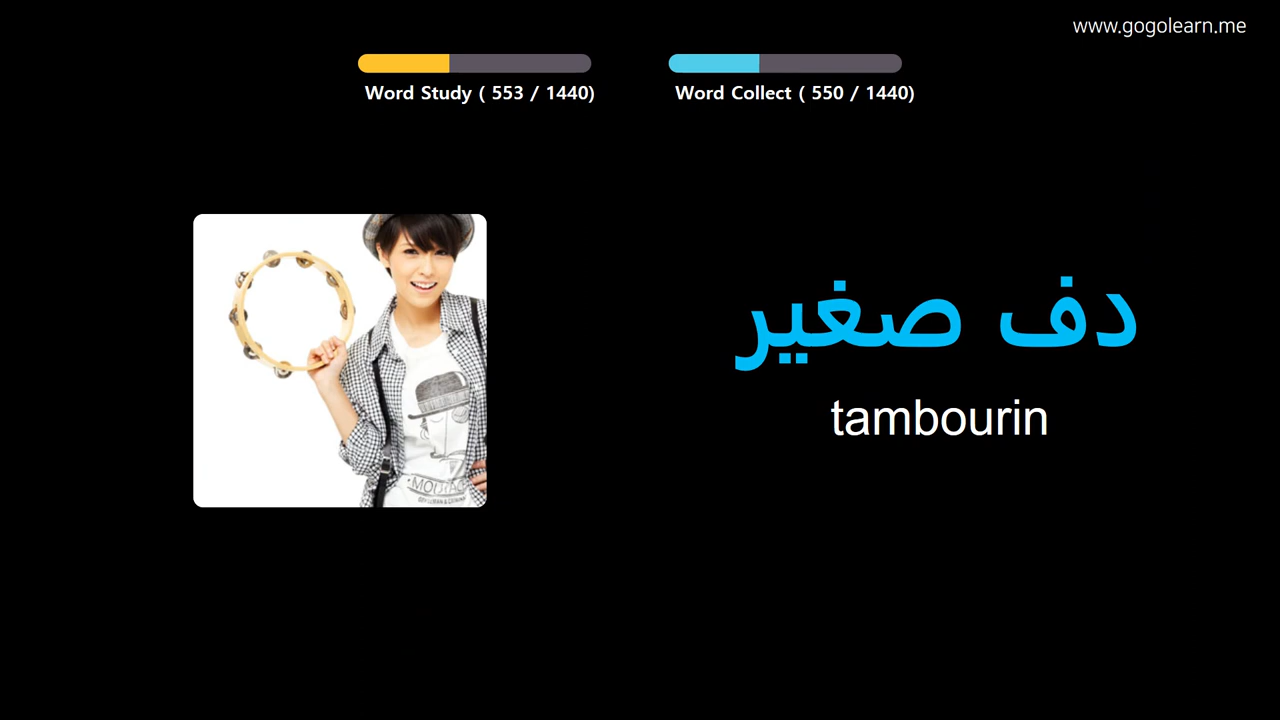 www.gogolearn.me
Word Study ( 553 / 1440)
Word Collect ( 550 / 1440)
دف صغير
tambourin